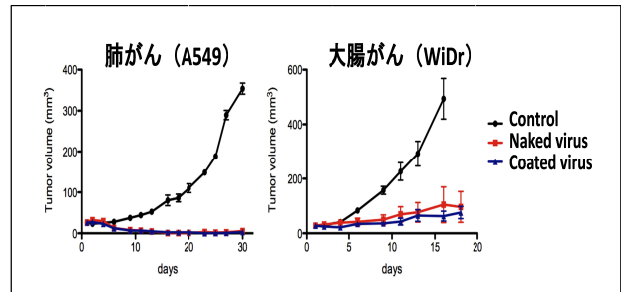 肺がん（A549）
大腸がん（WiDr）
Tumor volume (mm³)
400
300
200
100
0
0
10
20
30
days
Tumor volume (mm³)
600
400
200
0
0
5
10
15
20
days
Control
Naked virus
Coated virus